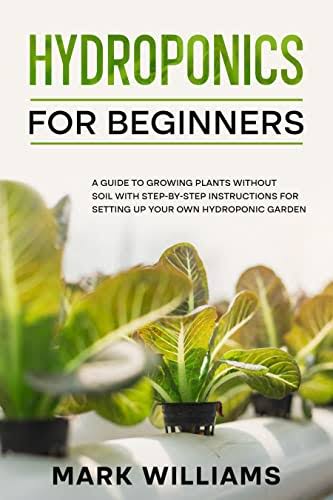 HYDROPONICS
FOR BEGINNERS
A GUIDE TO GROWING PLANTS WITHOUT
SOIL WITH STEP-BY-STEP INSTRUCTIONS FOR
SETTING UP YOUR OWN HYDROPONIC GARDEN
MARK WILLIAMS